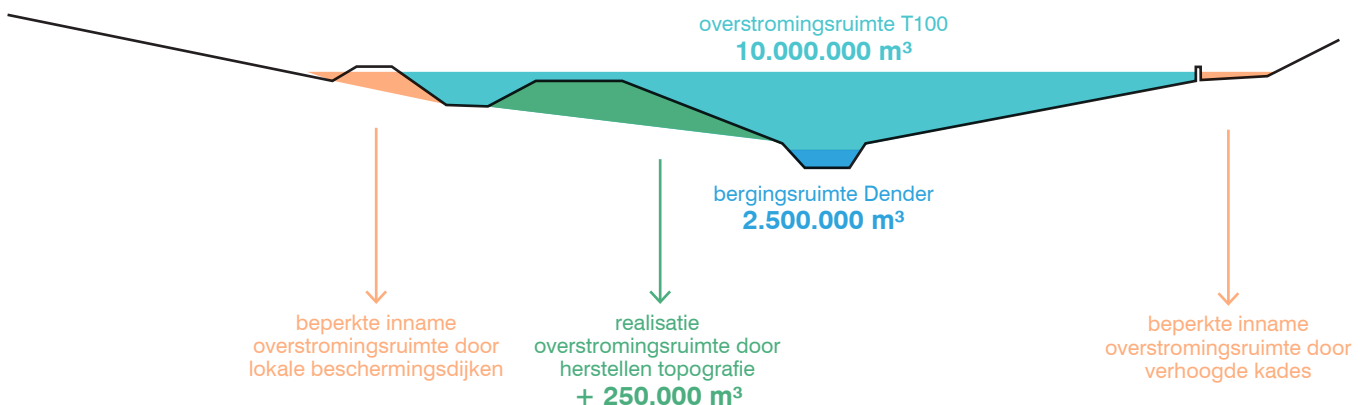 overstromingsruimte T100
10.000.000 m³
bergingsruimte Dender
2.500.000 m³
beperkte inname
overstromingsruimte door
lokale beschermingsdijken
realisatie
overstromingsruimte door
herstellen topografie
+ 250.000 m³
beperkte inname
overstromingsruimte door
verhoogde kades